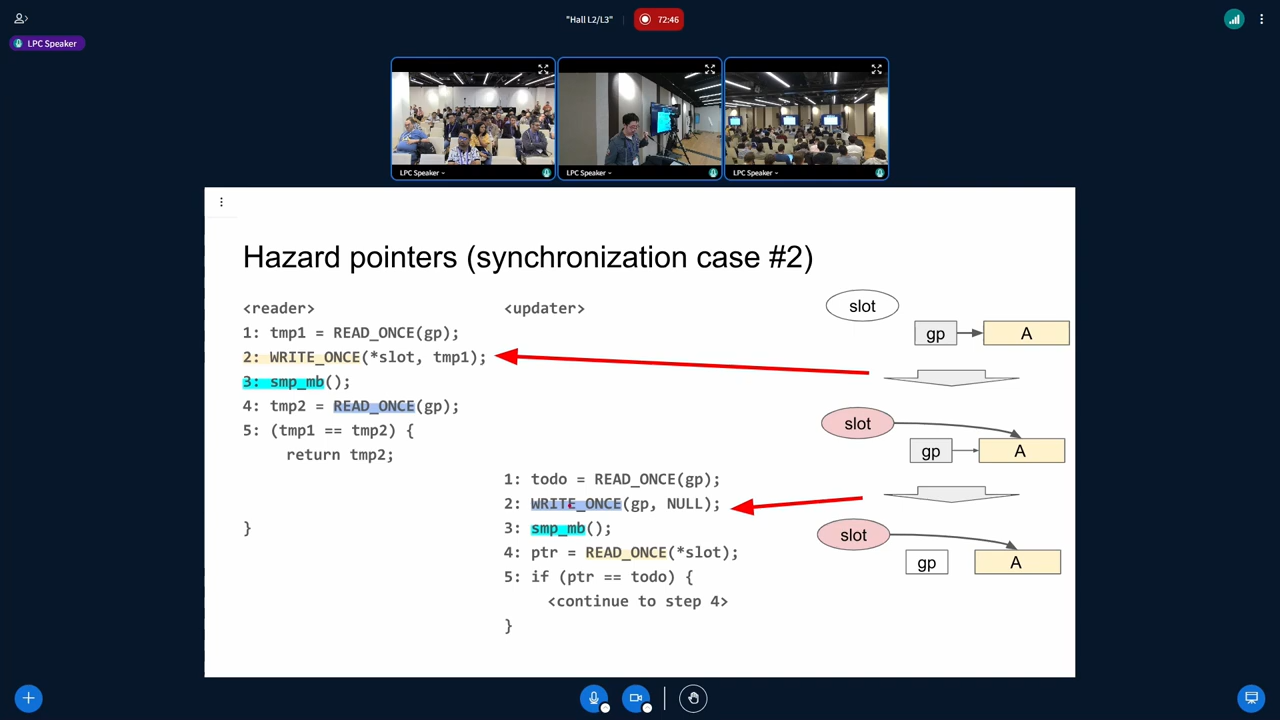 "Hall L2/L3"
72:46
LPC Speaker
LPC Speaker
LPC Speaker
LPC Speaker
Hazard pointers (synchronization case #2)
<reader>
1: tmp1 = READ_ONCE(gp);
2: WRITE_ONCE(*slot, tmp1);
3: smp_mb();
4: tmp2 = READ_ONCE(gp);
5: (tmp1 == tmp2) {
return tmp2;
}
<updater>
1: todo = READ_ONCE(gp);
2: WRITE_ONCE(gp, NULL);
3: smp_mb();
4: ptr = READ_ONCE(*slot);
5: if (ptr == todo) {
<continue to step 4>
}
slot
gp
A
slot
gp
A
slot
gp
A